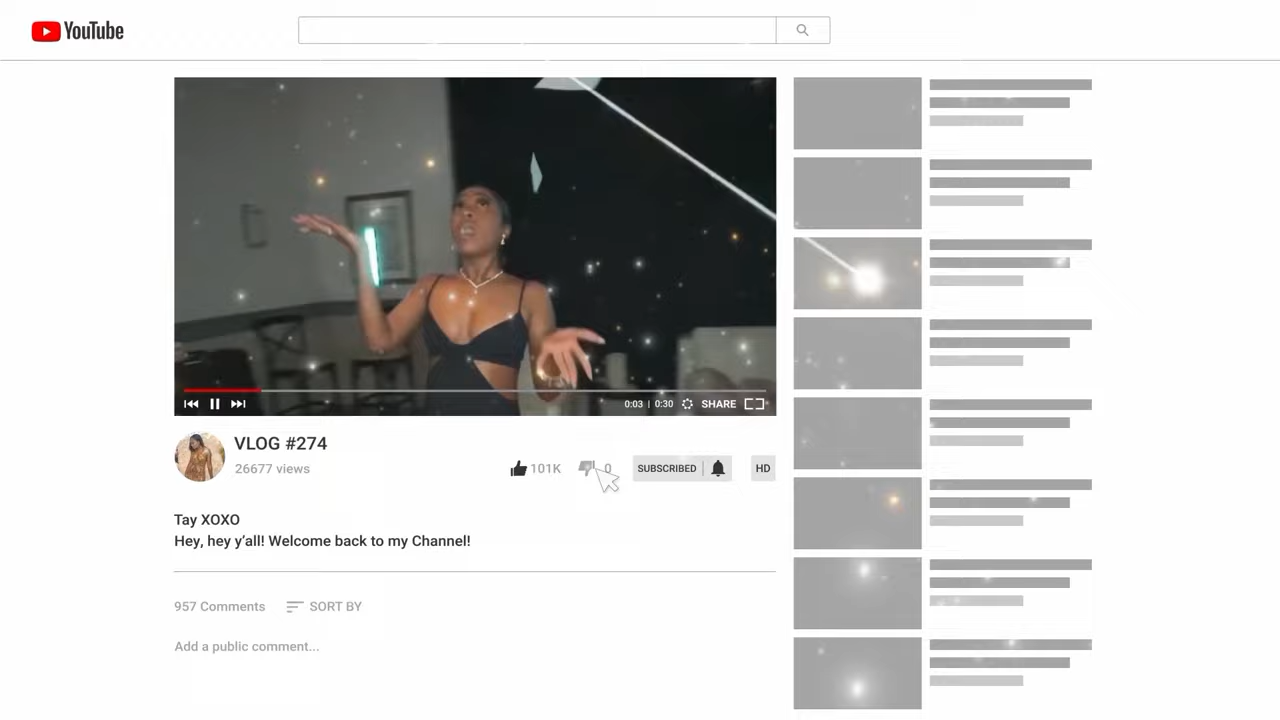 YouTube
0:03 | 0:30 SHARE
VLOG #274
26677 views
101K 0 SUBSCRIBED HD
Tay XOXO
Hey, hey y’all! Welcome back to my Channel!
957 Comments SORT BY
Add a public comment...